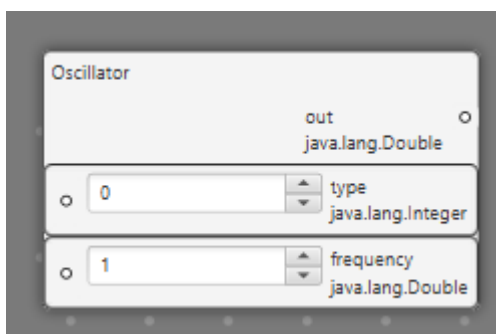 Oscillator
out
java.lang.Double
0
type
java.lang.Integer
1
frequency
java.lang.Double